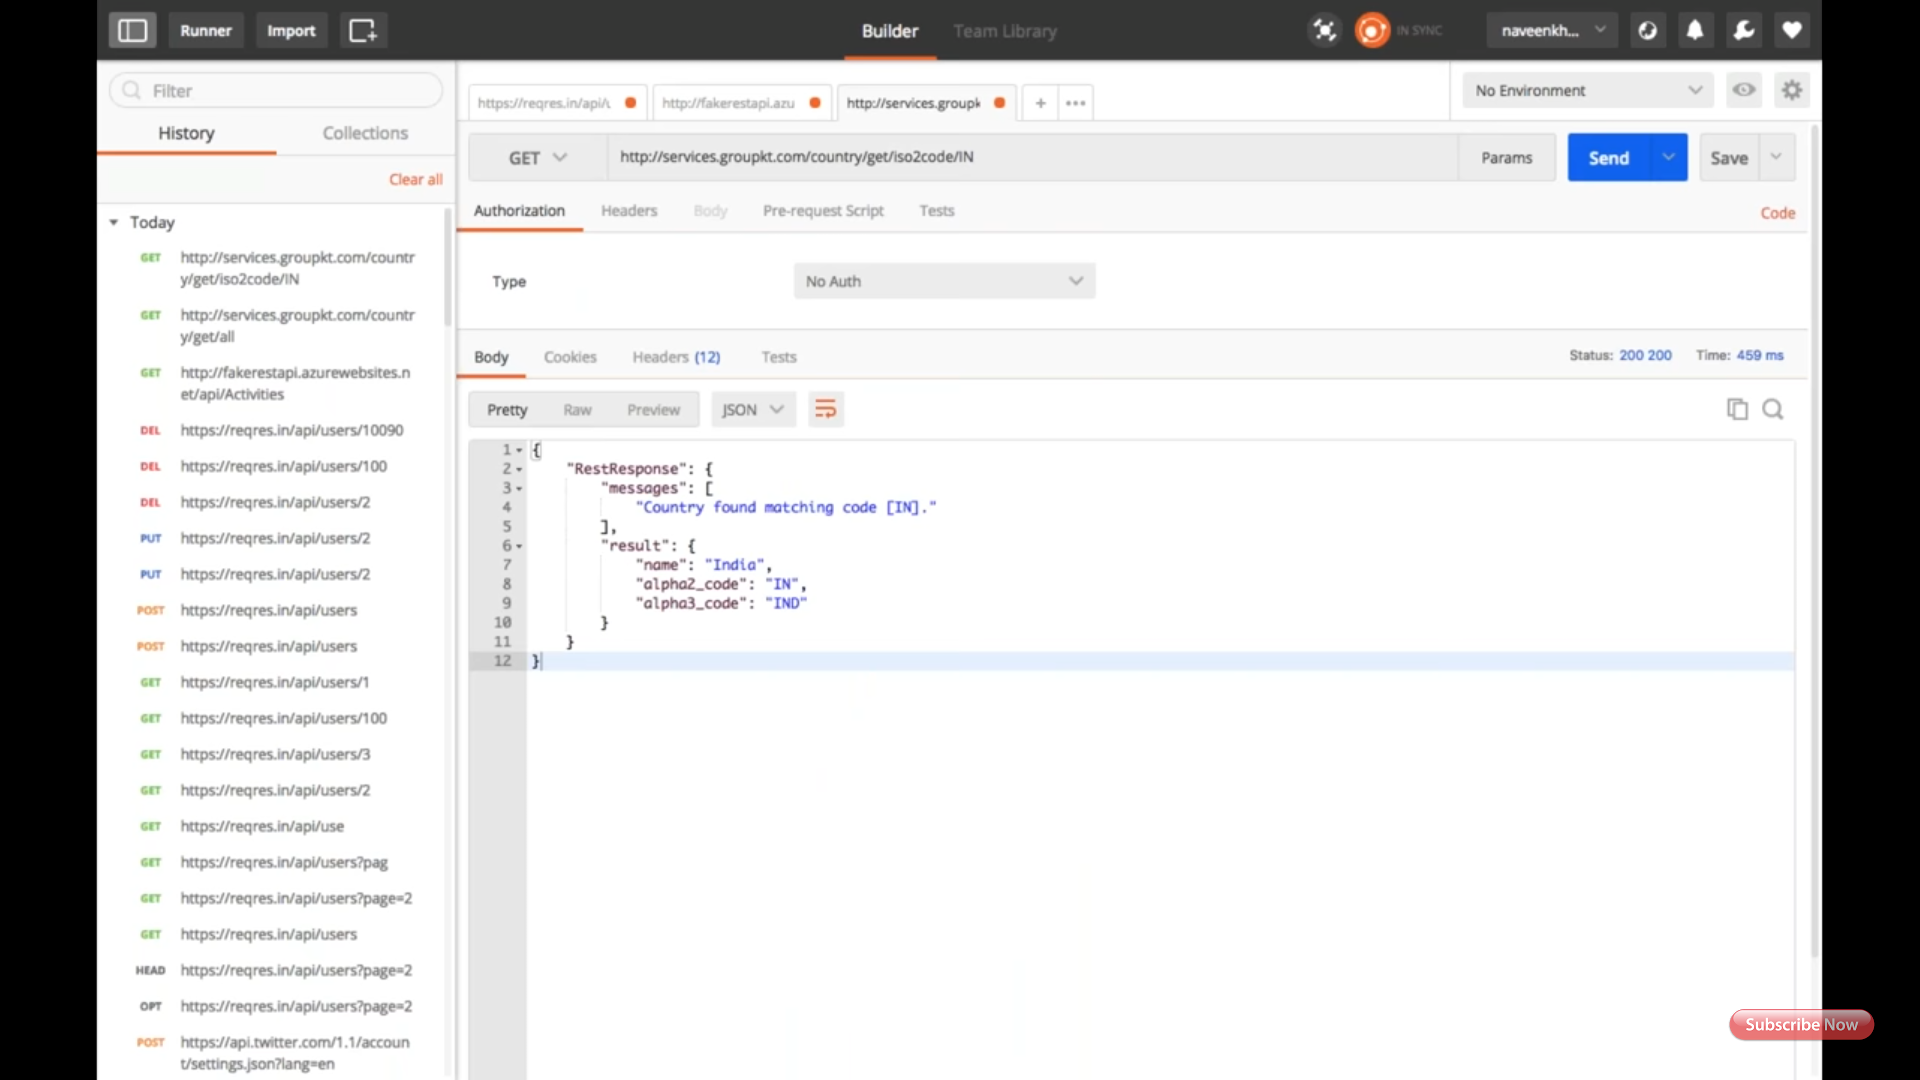 Runner
Import
Builder
Team Library
IN SYNC
naveenkh...
Filter
History
Collections
Clear all
Today
GET http://services.groupkt.com/countr
y/get/iso2code/IN
GET http://services.groupkt.com/countr
y/get/all
GET http://fakerestapi.azurewebsites.n
et/api/Activities
DEL https://reqres.in/api/users/10090
DEL https://reqres.in/api/users/100
DEL https://reqres.in/api/users/2
PUT https://reqres.in/api/users/2
PUT https://reqres.in/api/users/2
POST https://reqres.in/api/users
POST https://reqres.in/api/users
GET https://reqres.in/api/users/1
GET https://reqres.in/api/users/100
GET https://reqres.in/api/users/3
GET https://reqres.in/api/users/2
GET https://reqres.in/api/use
GET https://reqres.in/api/users?pag
GET https://reqres.in/api/users?page=2
GET https://reqres.in/api/users
HEAD https://reqres.in/api/users?page=2
OPT https://reqres.in/api/users?page=2
POST https://api.twitter.com/1.1/accoun
t/settings.json?lang=en
https://reqres.in/api/u
http://fakerestapi.azu
http://services.groupk
+
•••
No Environment
GET
http://services.groupkt.com/country/get/iso2code/IN
Params
Send
Save
Authorization
Headers
Body
Pre-request Script
Tests
Code
Type
No Auth
Body
Cookies
Headers (12)
Tests
Status: 200 200
Time: 459 ms
Pretty
Raw
Preview
JSON
1 {
2 "RestResponse": {
3 "messages": [
4 "Country found matching code [IN]."
5 ],
6 "result": {
7 "name": "India",
8 "alpha2_code": "IN",
9 "alpha3_code": "IND"
10 }
11 }
12 }
Subscribe Now